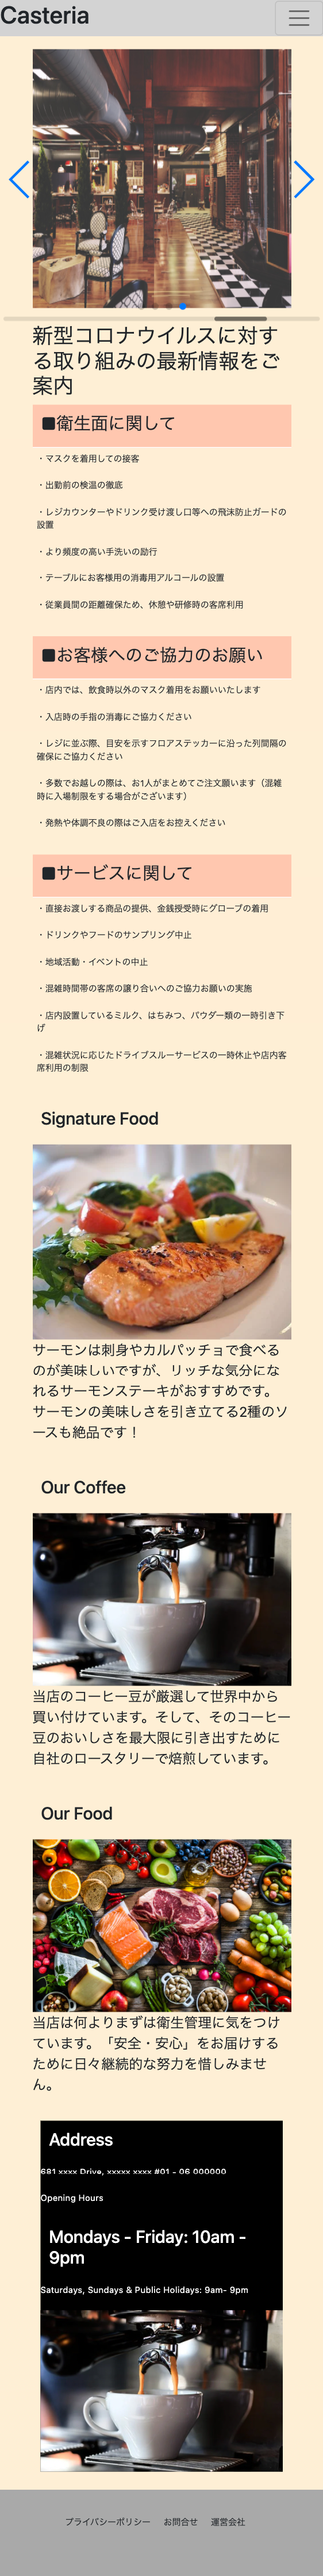 Casteria
新型コロナウイルスに対す
る取り組みの最新情報をご
案内
■衛生面に関して
・マスクを着用しての接客
・出勤前の検温の徹底
・レジカウンターやドリンク受け渡し口等への飛沫防止ガードの
設置
・より頻度の高い手洗いの励行
・テーブルにお客様用の消毒用アルコールの設置
・従業員間の距離確保ため、休憩や研修時の客席利用
■お客様へのご協力のお願い
・店内では、飲食時以外のマスク着用をお願いいたします
・入店時の手指の消毒にご協力ください
・レジに並ぶ際、目安を示すフロアステッカーに沿った列間隔の
確保にご協力ください
・多数でお越しの際は、お1人がまとめてご注文願います（混雑
時に入場制限をする場合がございます）
・発熱や体調不良の際はご入店をお控えください
■サービスに関して
・直接お渡しする商品の提供、金銭授受時にグローブの着用
・ドリンクやフードのサンプリング中止
・地域活動・イベントの中止
・混雑時間帯の客席の譲り合いへのご協力お願いの実施
・店内設置しているミルク、はちみつ、パウダー類の一時引き下
げ
・混雑状況に応じたドライブスルーサービスの一時休止や店内客
席利用の制限
Signature Food
サーモンは刺身やカルパッチョで食べる
のが美味しいですが、リッチな気分にな
れるサーモンステーキがおすすめです。
サーモンの美味しさを引き立てる2種のソ
ースも絶品です！
Our Coffee
当店のコーヒー豆が厳選して世界中から
買い付けています。そして、そのコーヒー
豆のおいしさを最大限に引き出すために
自社のロースタリーで焙煎しています。
Our Food
当店は何よりまずは衛生管理に気をつけ
ています。「安全・安心」をお届けする
ために日々継続的な努力を惜しみませ
ん。
Address
681 xxxx Drive, xxxxx xxxx #01 - 06 000000
Opening Hours
Mondays - Friday: 10am -
9pm
Saturdays, Sundays & Public Holidays: 9am- 9pm
プライバシーポリシー お問合せ 運営会社